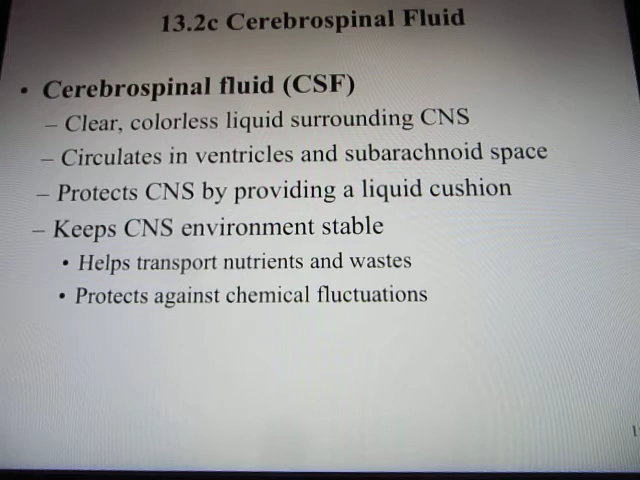 13.2c Cerebrospinal Fluid
• Cerebrospinal fluid (CSF)
– Clear, colorless liquid surrounding CNS
– Circulates in ventricles and subarachnoid space
– Protects CNS by providing a liquid cushion
– Keeps CNS environment stable
• Helps transport nutrients and wastes
• Protects against chemical fluctuations